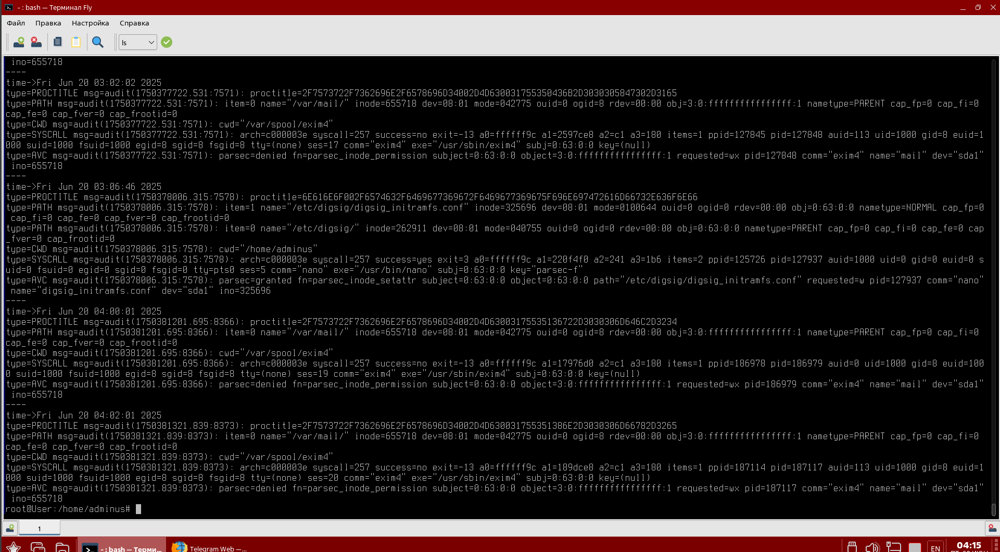 - : bash — Терминал Fly
Файл Правка Настройка Справка
ls
ino=655718
----
time->Fri Jun 20 03:02:02 2025
type=PROCTITLE msg=audit(1750377722.531:7571): proctitle=2F7573722F7362696E2F6578696D34002D4D630031755350436B2D3030305847302D3165
type=PATH msg=audit(1750377722.531:7571): item=0 name="/var/mail/" inode=655718 dev=08:01 mode=042775 ouid=0 ogid=8 rdev=00:00 obj=3:0:ffffffffffffffff:1 nametype=PARENT cap_fp=0 cap_fi=0
cap_fe=0 cap_fver=0 cap_frootid=0
type=CWD msg=audit(1750377722.531:7571): cwd="/var/spool/exim4"
type=SYSCALL msg=audit(1750377722.531:7571): arch=c000003e syscall=257 success=no exit=-13 a0=ffffff9c a1=2597ce8 a2=c1 a3=180 items=1 ppid=127845 pid=127848 auid=113 uid=1000 gid=8 euid=1
000 suid=1000 fsuid=1000 egid=8 sgid=8 fsgid=8 tty=(none) ses=17 comm="exim4" exe="/usr/sbin/exim4" subj=0:63:0:0 key=(null)
type=AVC msg=audit(1750377722.531:7571): parsec=denied fn=parsec_inode_permission subject=0:63:0:0 object=3:0:ffffffffffffffff:1 requested=wx pid=127848 comm="exim4" name="mail" dev="sda1"
ino=655718
----
time->Fri Jun 20 03:06:46 2025
type=PROCTITLE msg=audit(1750378006.315:7578): proctitle=6E616E6F002F6574632F6469677369672F6469677369675F696E697472616D66732E636F6E66
type=PATH msg=audit(1750378006.315:7578): item=1 name="/etc/digsig/digsig_initramfs.conf" inode=325696 dev=08:01 mode=0100644 ouid=0 ogid=0 rdev=00:00 obj=0:63:0:0 nametype=NORMAL cap_fp=0
cap_fi=0 cap_fe=0 cap_fver=0 cap_frootid=0
type=PATH msg=audit(1750378006.315:7578): item=0 name="/etc/digsig/" inode=262911 dev=08:01 mode=040755 ouid=0 ogid=0 rdev=00:00 obj=0:63:0:0 nametype=PARENT cap_fp=0 cap_fi=0 cap_fe=0 cap
_fver=0 cap_frootid=0
type=CWD msg=audit(1750378006.315:7578): cwd="/home/adminus"
type=SYSCALL msg=audit(1750378006.315:7578): arch=c000003e syscall=257 success=yes exit=3 a0=ffffff9c a1=220f4f0 a2=241 a3=1b6 items=2 ppid=125726 pid=127937 auid=1000 uid=0 gid=0 euid=0 s
uid=0 fsuid=0 egid=0 sgid=0 fsgid=0 tty=pts0 ses=5 comm="nano" exe="/usr/bin/nano" subj=0:63:0:0 key="parsec-f"
type=AVC msg=audit(1750378006.315:7578): parsec=granted fn=parsec_inode_setattr subject=0:63:0:0 object=0:63:0:0 path="/etc/digsig/digsig_initramfs.conf" requested=w pid=127937 comm="nano"
name="digsig_initramfs.conf" dev="sda1" ino=325696
----
time->Fri Jun 20 04:00:01 2025
type=PROCTITLE msg=audit(1750381201.695:8366): proctitle=2F7573722F7362696E2F6578696D34002D4D630031755535136722D3030306D646C2D3234
type=PATH msg=audit(1750381201.695:8366): item=0 name="/var/mail/" inode=655718 dev=08:01 mode=042775 ouid=0 ogid=8 rdev=00:00 obj=3:0:ffffffffffffffff:1 nametype=PARENT cap_fp=0 cap_fi=0
cap_fe=0 cap_fver=0 cap_frootid=0
type=CWD msg=audit(1750381201.695:8366): cwd="/var/spool/exim4"
type=SYSCALL msg=audit(1750381201.695:8366): arch=c000003e syscall=257 success=no exit=-13 a0=ffffff9c a1=17976d0 a2=c1 a3=180 items=1 ppid=186978 pid=186979 auid=0 uid=1000 gid=8 euid=100
0 suid=1000 fsuid=1000 egid=8 sgid=8 fsgid=8 tty=(none) ses=19 comm="exim4" exe="/usr/sbin/exim4" subj=0:63:0:0 key=(null)
type=AVC msg=audit(1750381201.695:8366): parsec=denied fn=parsec_inode_permission subject=0:63:0:0 object=3:0:ffffffffffffffff:1 requested=wx pid=186979 comm="exim4" name="mail" dev="sda1"
ino=655718
----
time->Fri Jun 20 04:02:01 2025
type=PROCTITLE msg=audit(1750381321.839:8373): proctitle=2F7573722F7362696E2F6578696D34002D4D630031755351386E2D3030306D66782D3265
type=PATH msg=audit(1750381321.839:8373): item=0 name="/var/mail/" inode=655718 dev=08:01 mode=042775 ouid=0 ogid=8 rdev=00:00 obj=3:0:ffffffffffffffff:1 nametype=PARENT cap_fp=0 cap_fi=0
cap_fe=0 cap_fver=0 cap_frootid=0
type=CWD msg=audit(1750381321.839:8373): cwd="/var/spool/exim4"
type=SYSCALL msg=audit(1750381321.839:8373): arch=c000003e syscall=257 success=no exit=-13 a0=ffffff9c a1=189dce8 a2=c1 a3=180 items=1 ppid=187114 pid=187117 auid=113 uid=1000 gid=8 euid=1
000 suid=1000 fsuid=1000 egid=8 sgid=8 fsgid=8 tty=(none) ses=20 comm="exim4" exe="/usr/sbin/exim4" subj=0:63:0:0 key=(null)
type=AVC msg=audit(1750381321.839:8373): parsec=denied fn=parsec_inode_permission subject=0:63:0:0 object=3:0:ffffffffffffffff:1 requested=wx pid=187117 comm="exim4" name="mail" dev="sda1"
ino=655718
root@User:/home/adminus#
1
- : bash — Терми... Telegram Web —... EN 04:15